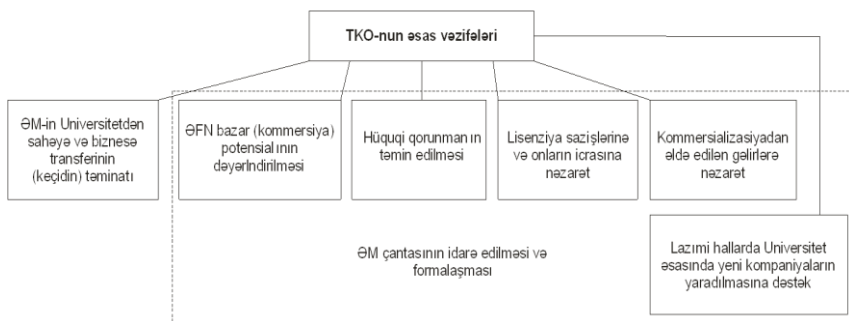 TKO-nun əsas vəzifələri
ƏM-in Universitetdən
sahəyə və biznesə
transferinin
(keçidin) təminatı
ƏFN bazar (kommersiya)
potensialının
dəyərlndirilməsi
Hüquqi qorunmanın
təmin edilməsi
Lisenziya sazişlərinə
və onların icrasına
nəzarət
Kommersializasiyadan
əldə edilən gəlirlərə
nəzarət
ƏM çantasının idarə edilməsi və
formalaşması
Lazımi hallarda Universitet
əsasında yeni kompaniyaların
yaradılmasına dəstək